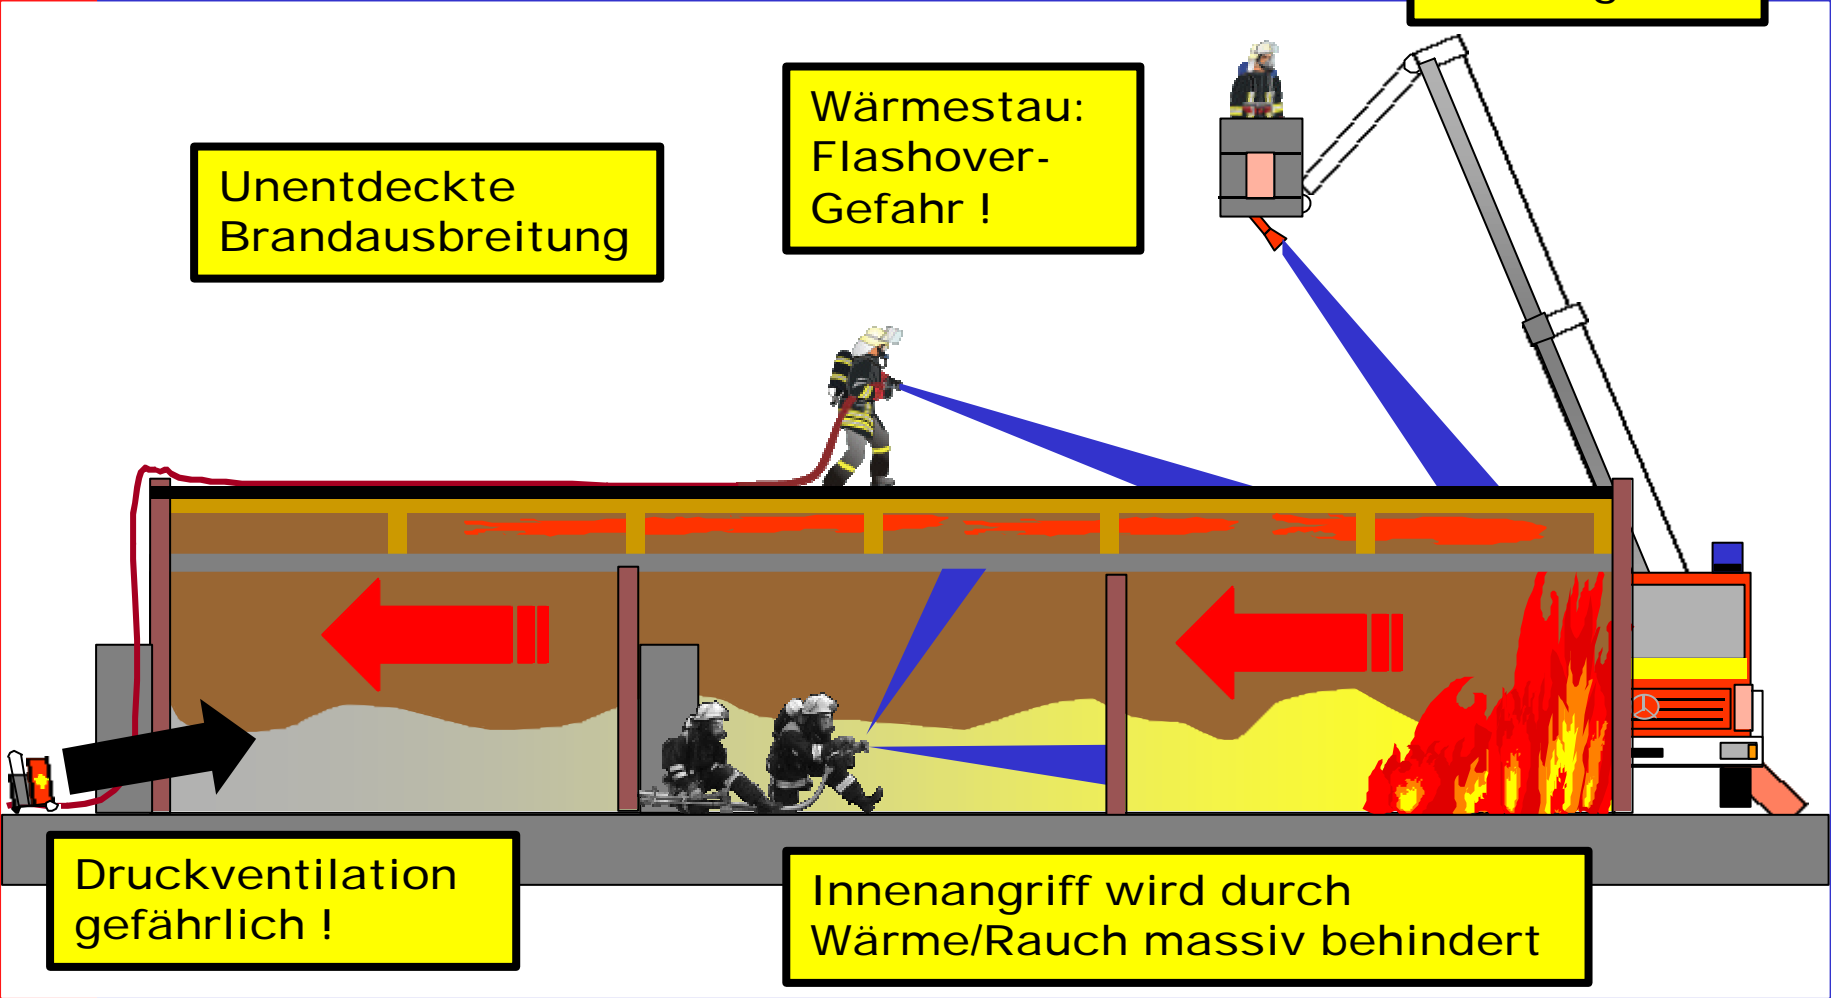 Wärmestau:
Flashover-
Gefahr !
Unentdeckte
Brandausbreitung
Druckventilation
gefährlich !
Innenangriff wird durch
Wärme/Rauch massiv behindert